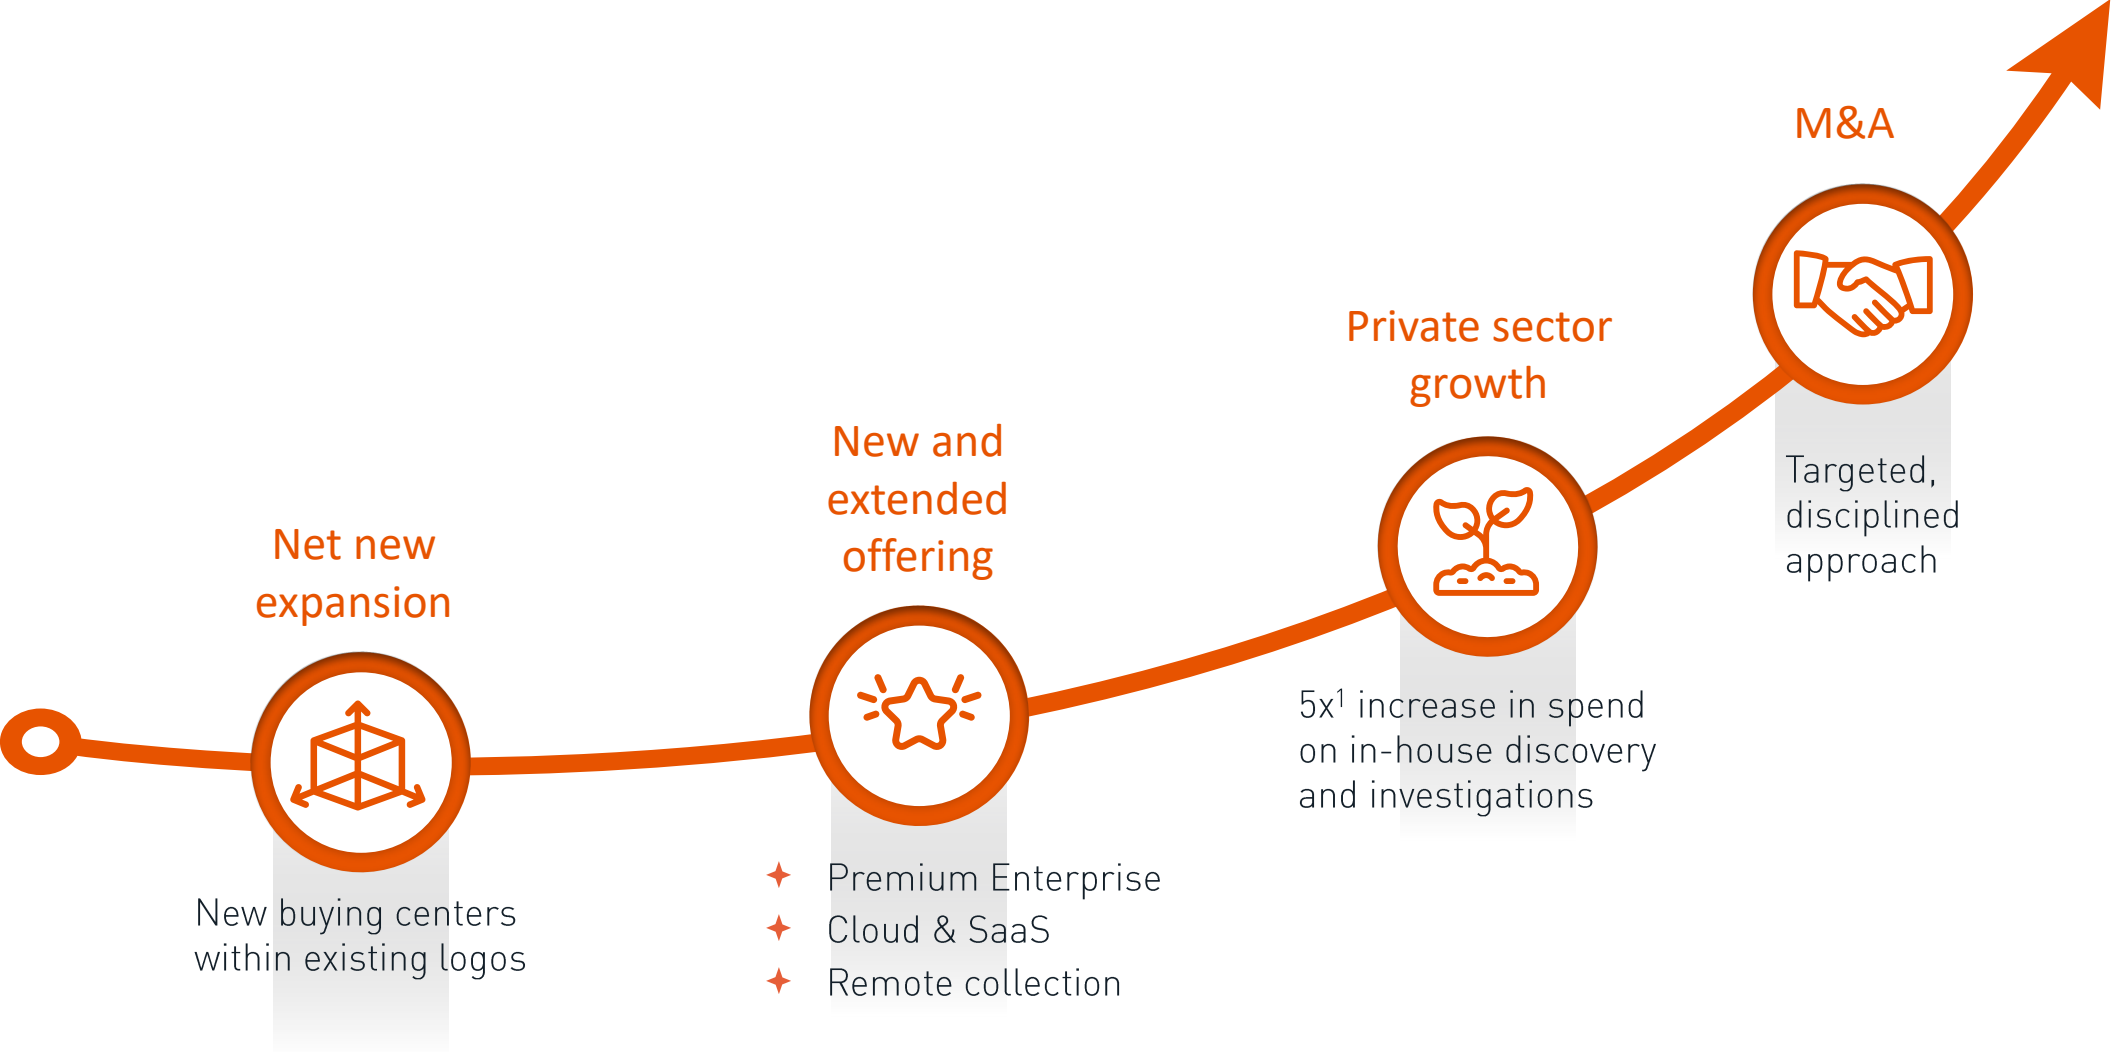 Net new
expansion
New buying centers
within existing logos
New and
extended
offering
Premium Enterprise
Cloud & SaaS
Remote collection
Private sector
growth
5x¹ increase in spend
on in-house discovery
and investigations
M&A
Targeted,
disciplined
approach